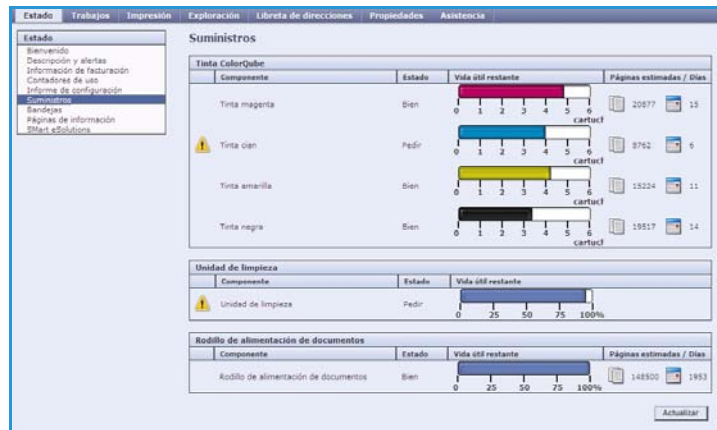 Estado Trabajos Impresión Exploración Libreta de direcciones Propiedades Asistencia
Estado
Bienvenido
Descripción y alertas
Información de facturación
Contadores de uso
Informe de configuración
Suministros
Bandejas
Páginas de información
SMart eSolutions
Suministros
Tinta ColorQube
Componente Estado Vida útil restante Páginas estimadas / Días
Tinta magenta Bien 20877 15
0 1 2 3 4 5 6
cartuch
Tinta cian Pedir 8762 6
0 1 2 3 4 5 6
cartuch
Tinta amarilla Bien 15224 11
0 1 2 3 4 5 6
cartuch
Tinta negra Bien 19517 14
0 1 2 3 4 5 6
cartuch
Unidad de limpieza
Componente Estado Vida útil restante
Unidad de limpieza Pedir
0 25 50 75 100%
Rodillo de alimentación de documentos
Componente Estado Vida útil restante Páginas estimadas / Días
Rodillo de alimentación de documentos Bien 148500 1953
0 25 50 75 100%
Actualizar